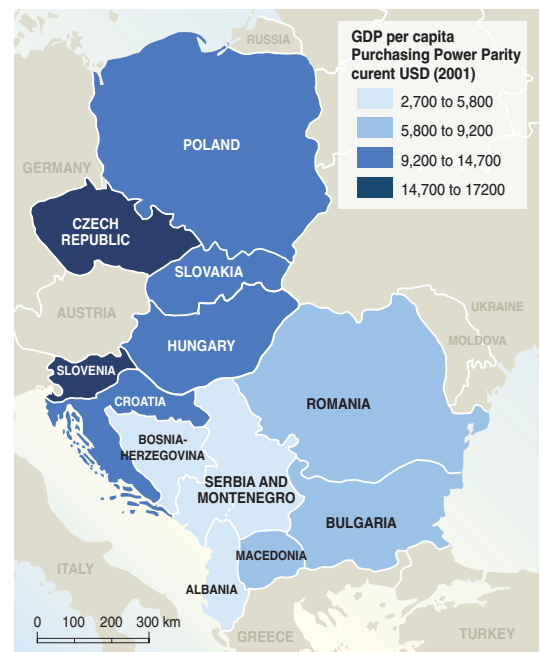 RUSSIA
GDP per capita
Purchasing Power Parity
curent USD (2001)
2,700 to 5,800
5,800 to 9,200
9,200 to 14,700
14,700 to 17200
POLAND
GERMANY
CZECH
REPUBLIC
SLOVAKIA
AUSTRIA
UKRAINE
MOLDOVA
HUNGARY
SLOVENIA
CROATIA
ROMANIA
BOSNIA-
HERZEGOVINA
SERBIA AND
MONTENEGRO
BULGARIA
MACEDONIA
ITALY
ALBANIA
0 100 200 300 km
GREECE
TURKEY